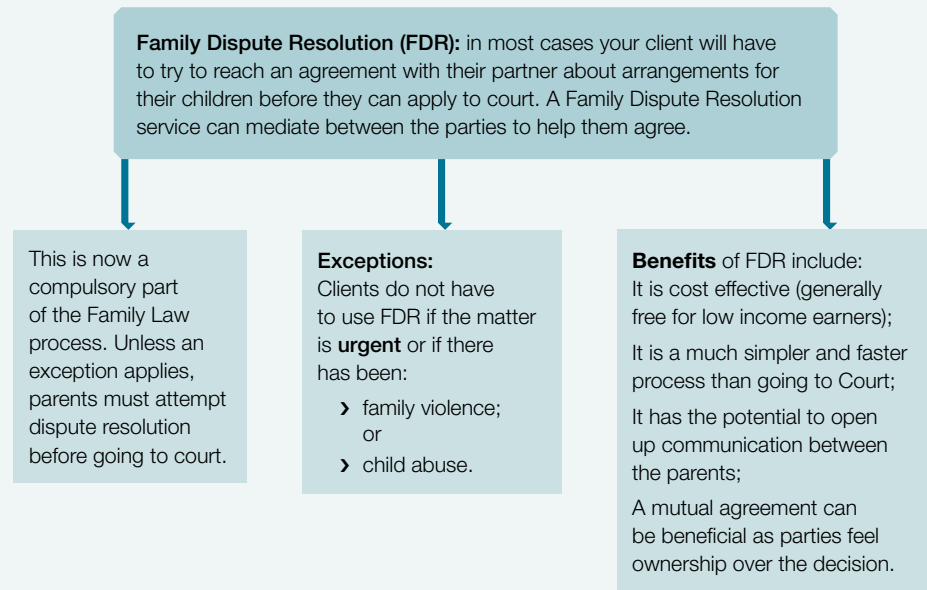 Family Dispute Resolution (FDR): in most cases your client will have
to try to reach an agreement with their partner about arrangements for
their children before they can apply to court. A Family Dispute Resolution
service can mediate between the parties to help them agree.
This is now a
compulsory part
of the Family Law
process. Unless an
exception applies,
parents must attempt
dispute resolution
before going to court.
Exceptions:
Clients do not have
to use FDR if the matter
is urgent or if there
has been:
› family violence;
or
› child abuse.
Benefits of FDR include:
It is cost effective (generally
free for low income earners);
It is a much simpler and faster
process than going to Court;
It has the potential to open
up communication between
the parents;
A mutual agreement can
be beneficial as parties feel
ownership over the decision.